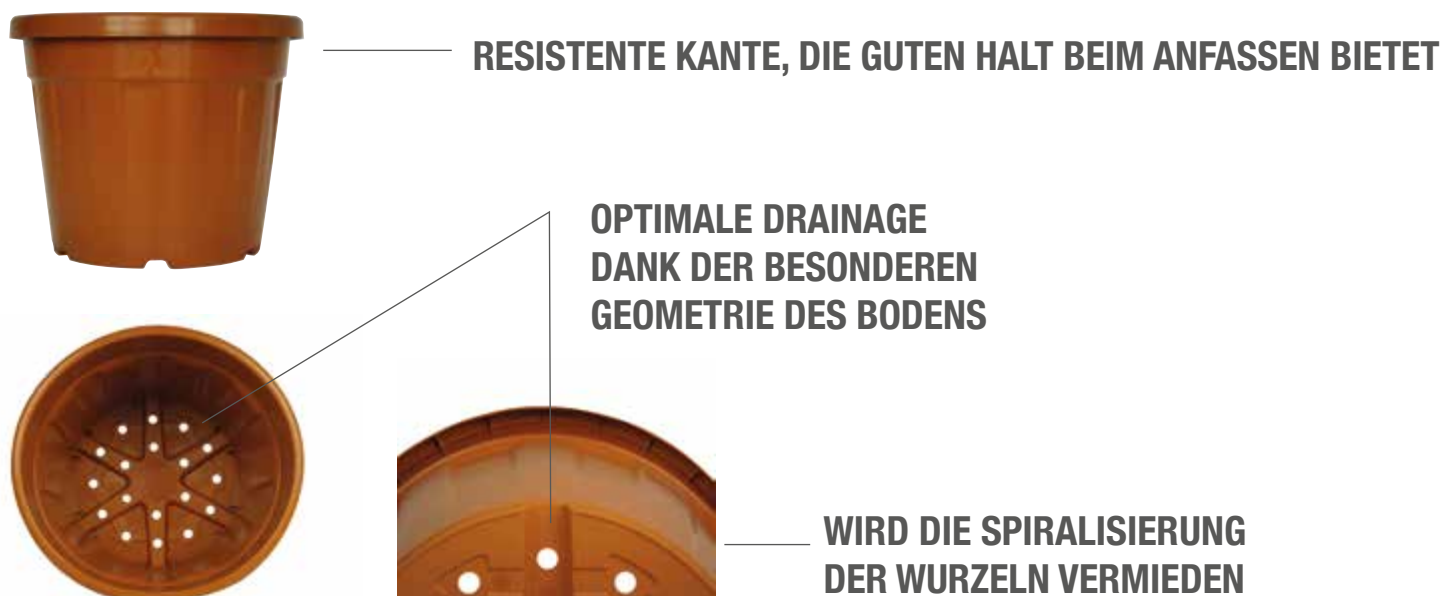 RESISTENTE KANTE, DIE GUTEN HALT BEIM ANFASSEN BIETET
OPTIMALE DRAINAGE
DANK DER BESONDEREN
GEOMETRIE DES BODENS
WIRD DIE SPIRALISIERUNG
DER WURZELN VERMIEDEN